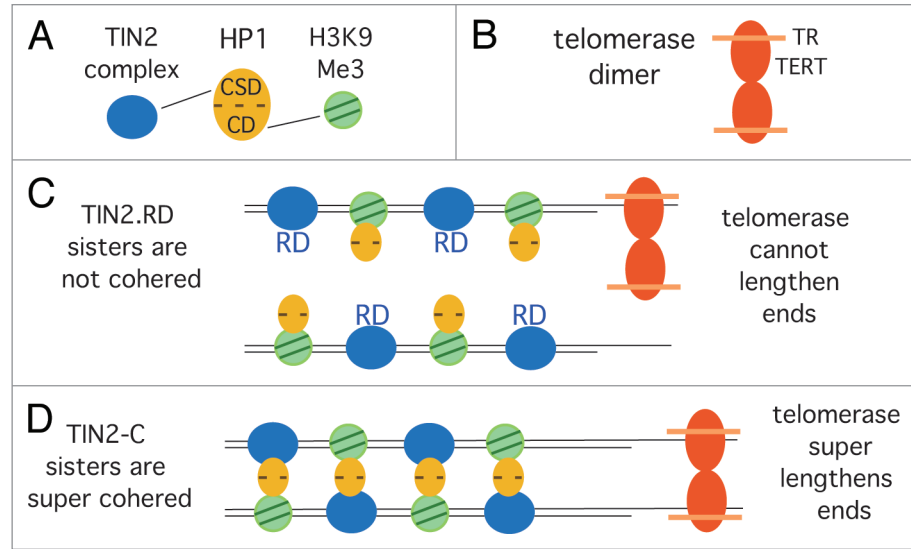 A
TIN2
complex
HP1
CSD
CD
H3K9
Me3
B
telomerase
dimer
TR
TERT
C
TIN2.RD
sisters are
not cohered
RD
RD
RD
RD
telomerase
cannot
lengthen
ends
D
TIN2-C
sisters are
super cohered
telomerase
super
lengthens
ends